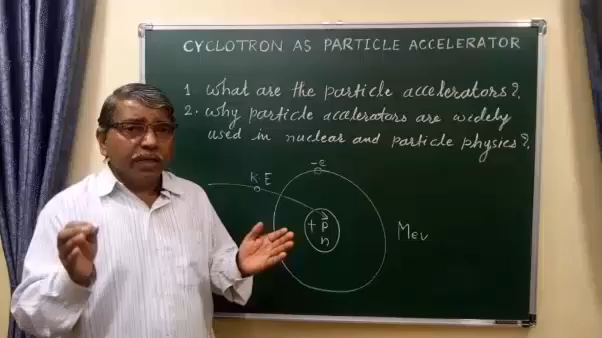 CYCLOTRON AS PARTICLE ACCELERATOR
1 What are the particle accelerators?.
2. Why particle accelerators are widely
used in nuclear and particle physics?.
-e
K.E
+ P
n
Mev